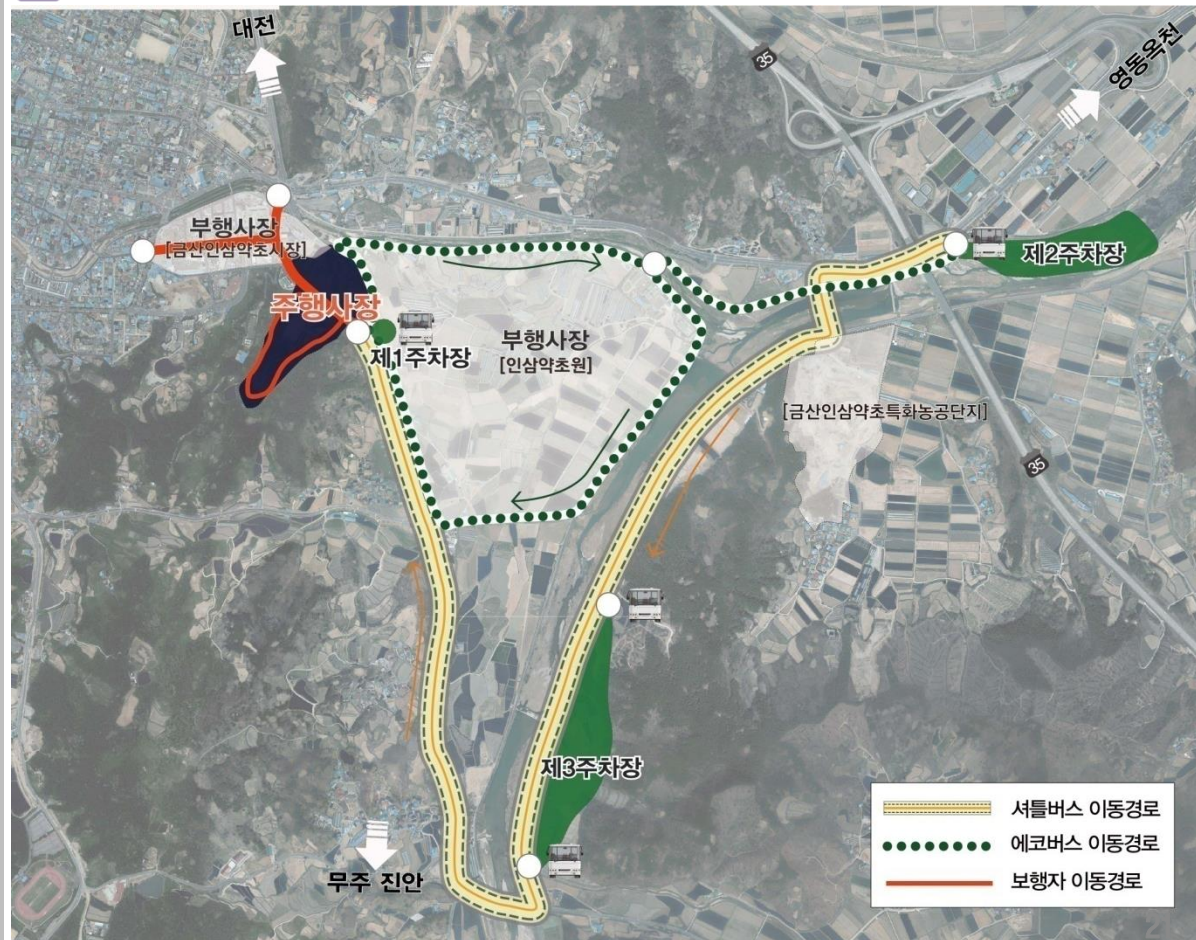 대전
35
영동옥천
부행사장
[금산인삼약초시장]
제2주차장
주행사장
제1주차장
부행사장
[인삼약초원]
[금산인삼약초특화농공단지]
35
제3주차장
무주 진안
셔틀버스 이동경로
에코버스 이동경로
보행자 이동경로